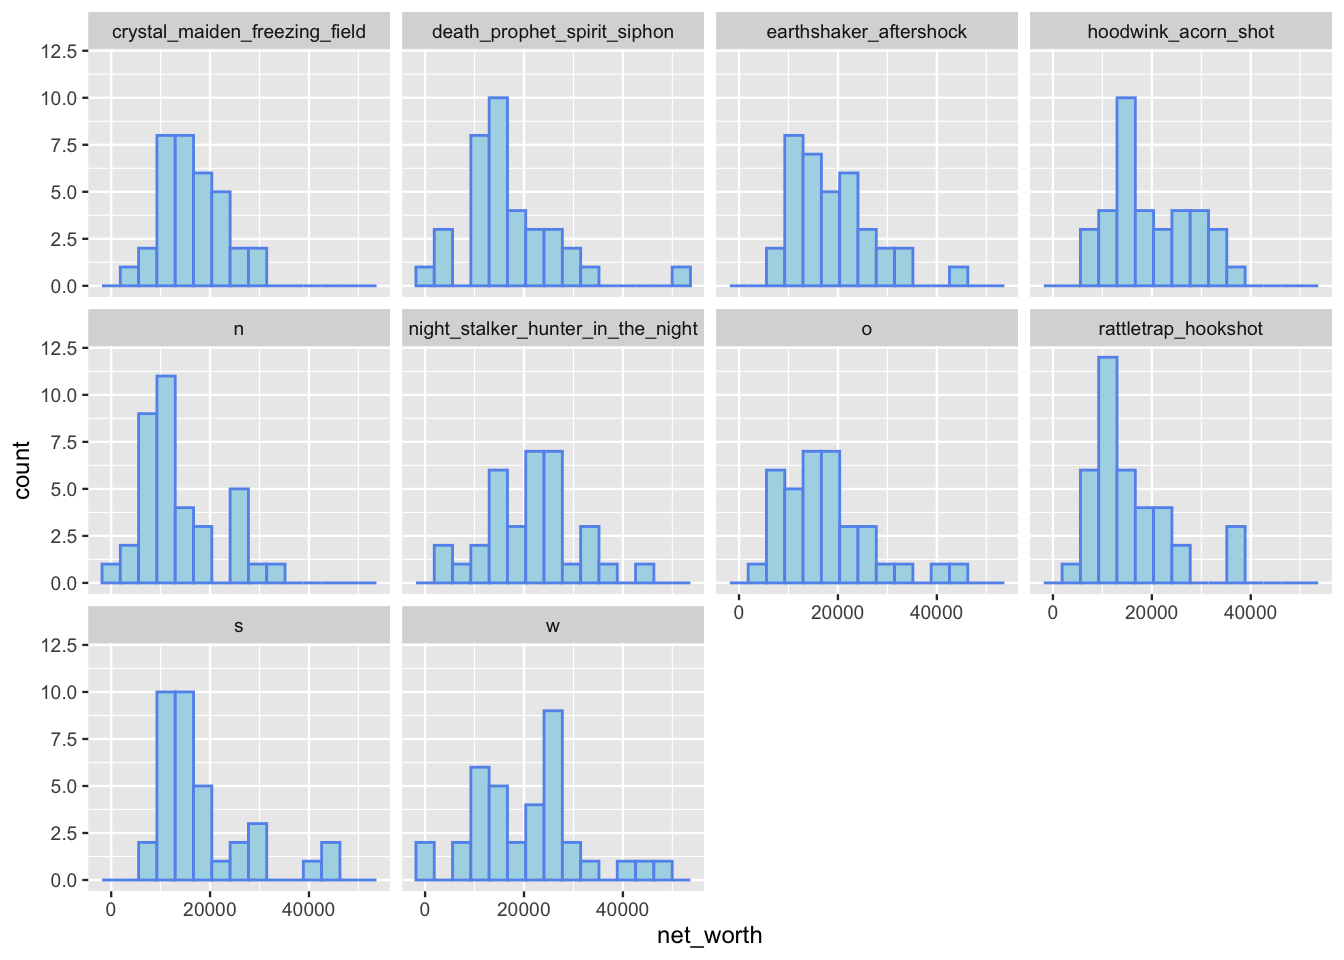 crystal_maiden_freezing_field death_prophet_spirit_siphon earthshaker_aftershock hoodwink_acorn_shot
12.5
10.0
7.5
5.0
2.5
0.0
n night_stalker_hunter_in_the_night o rattletrap_hookshot
12.5
10.0
7.5
5.0
2.5
0.0
count
0 20000 40000 0 20000 40000
s w
12.5
10.0
7.5
5.0
2.5
0.0
0 20000 40000 0 20000 40000
net_worth